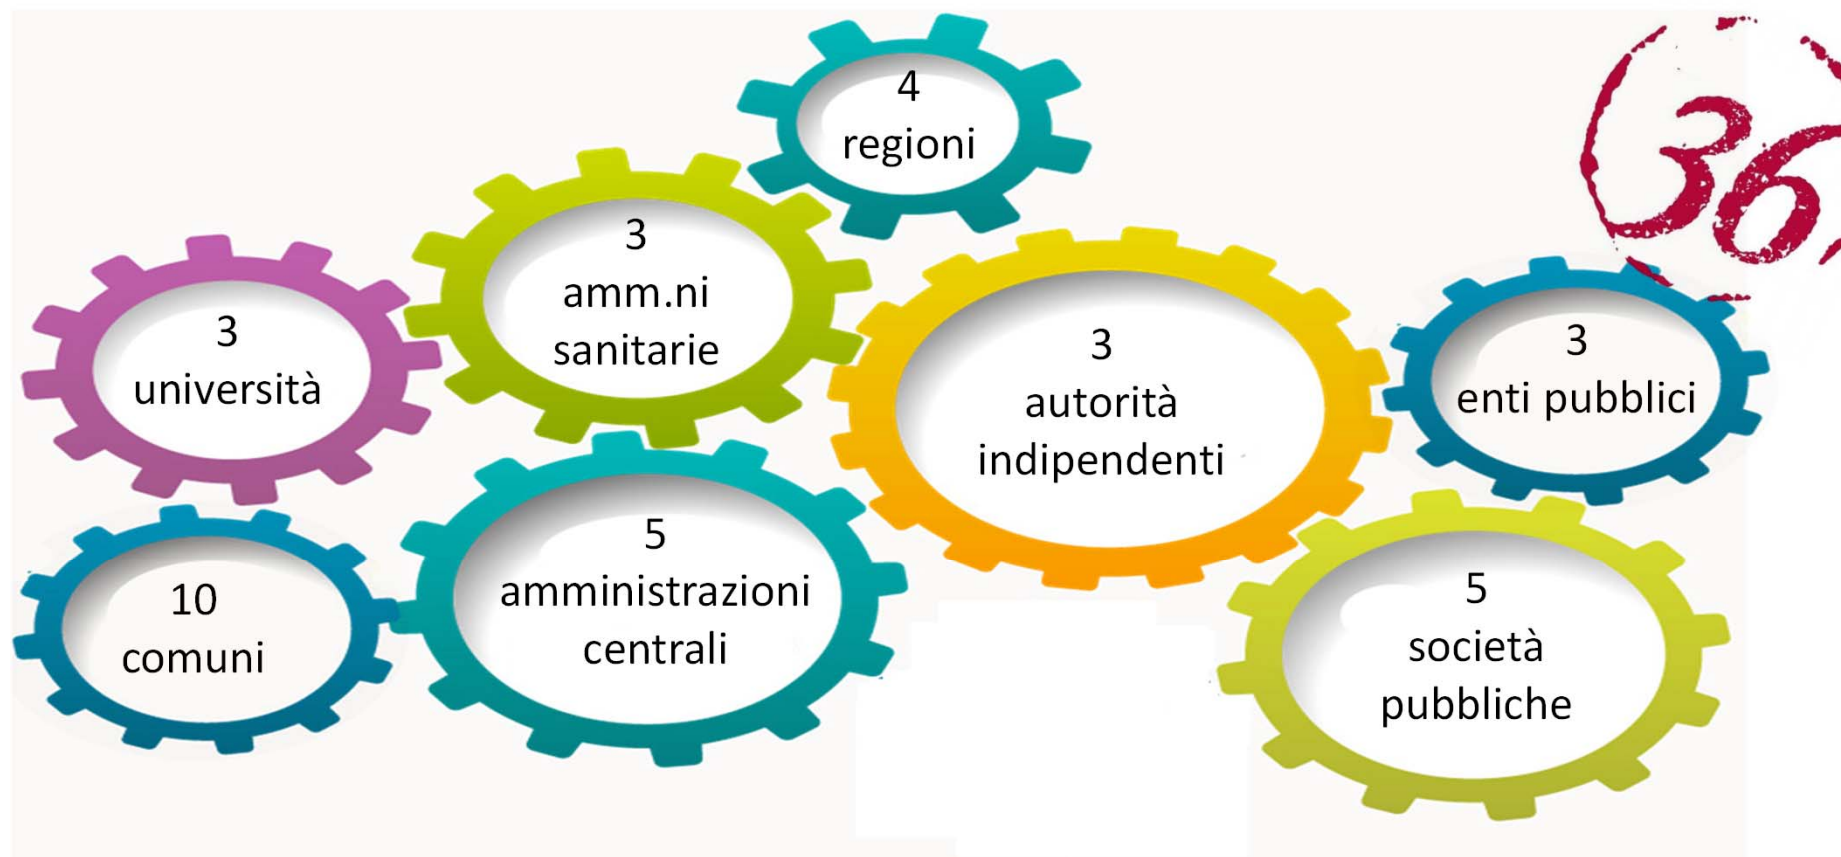 4
regioni
36
3
amm.ni
sanitarie
3
università
3
autorità
indipendenti
3
enti pubblici
10
comuni
5
amministrazioni
centrali
5
società
pubbliche